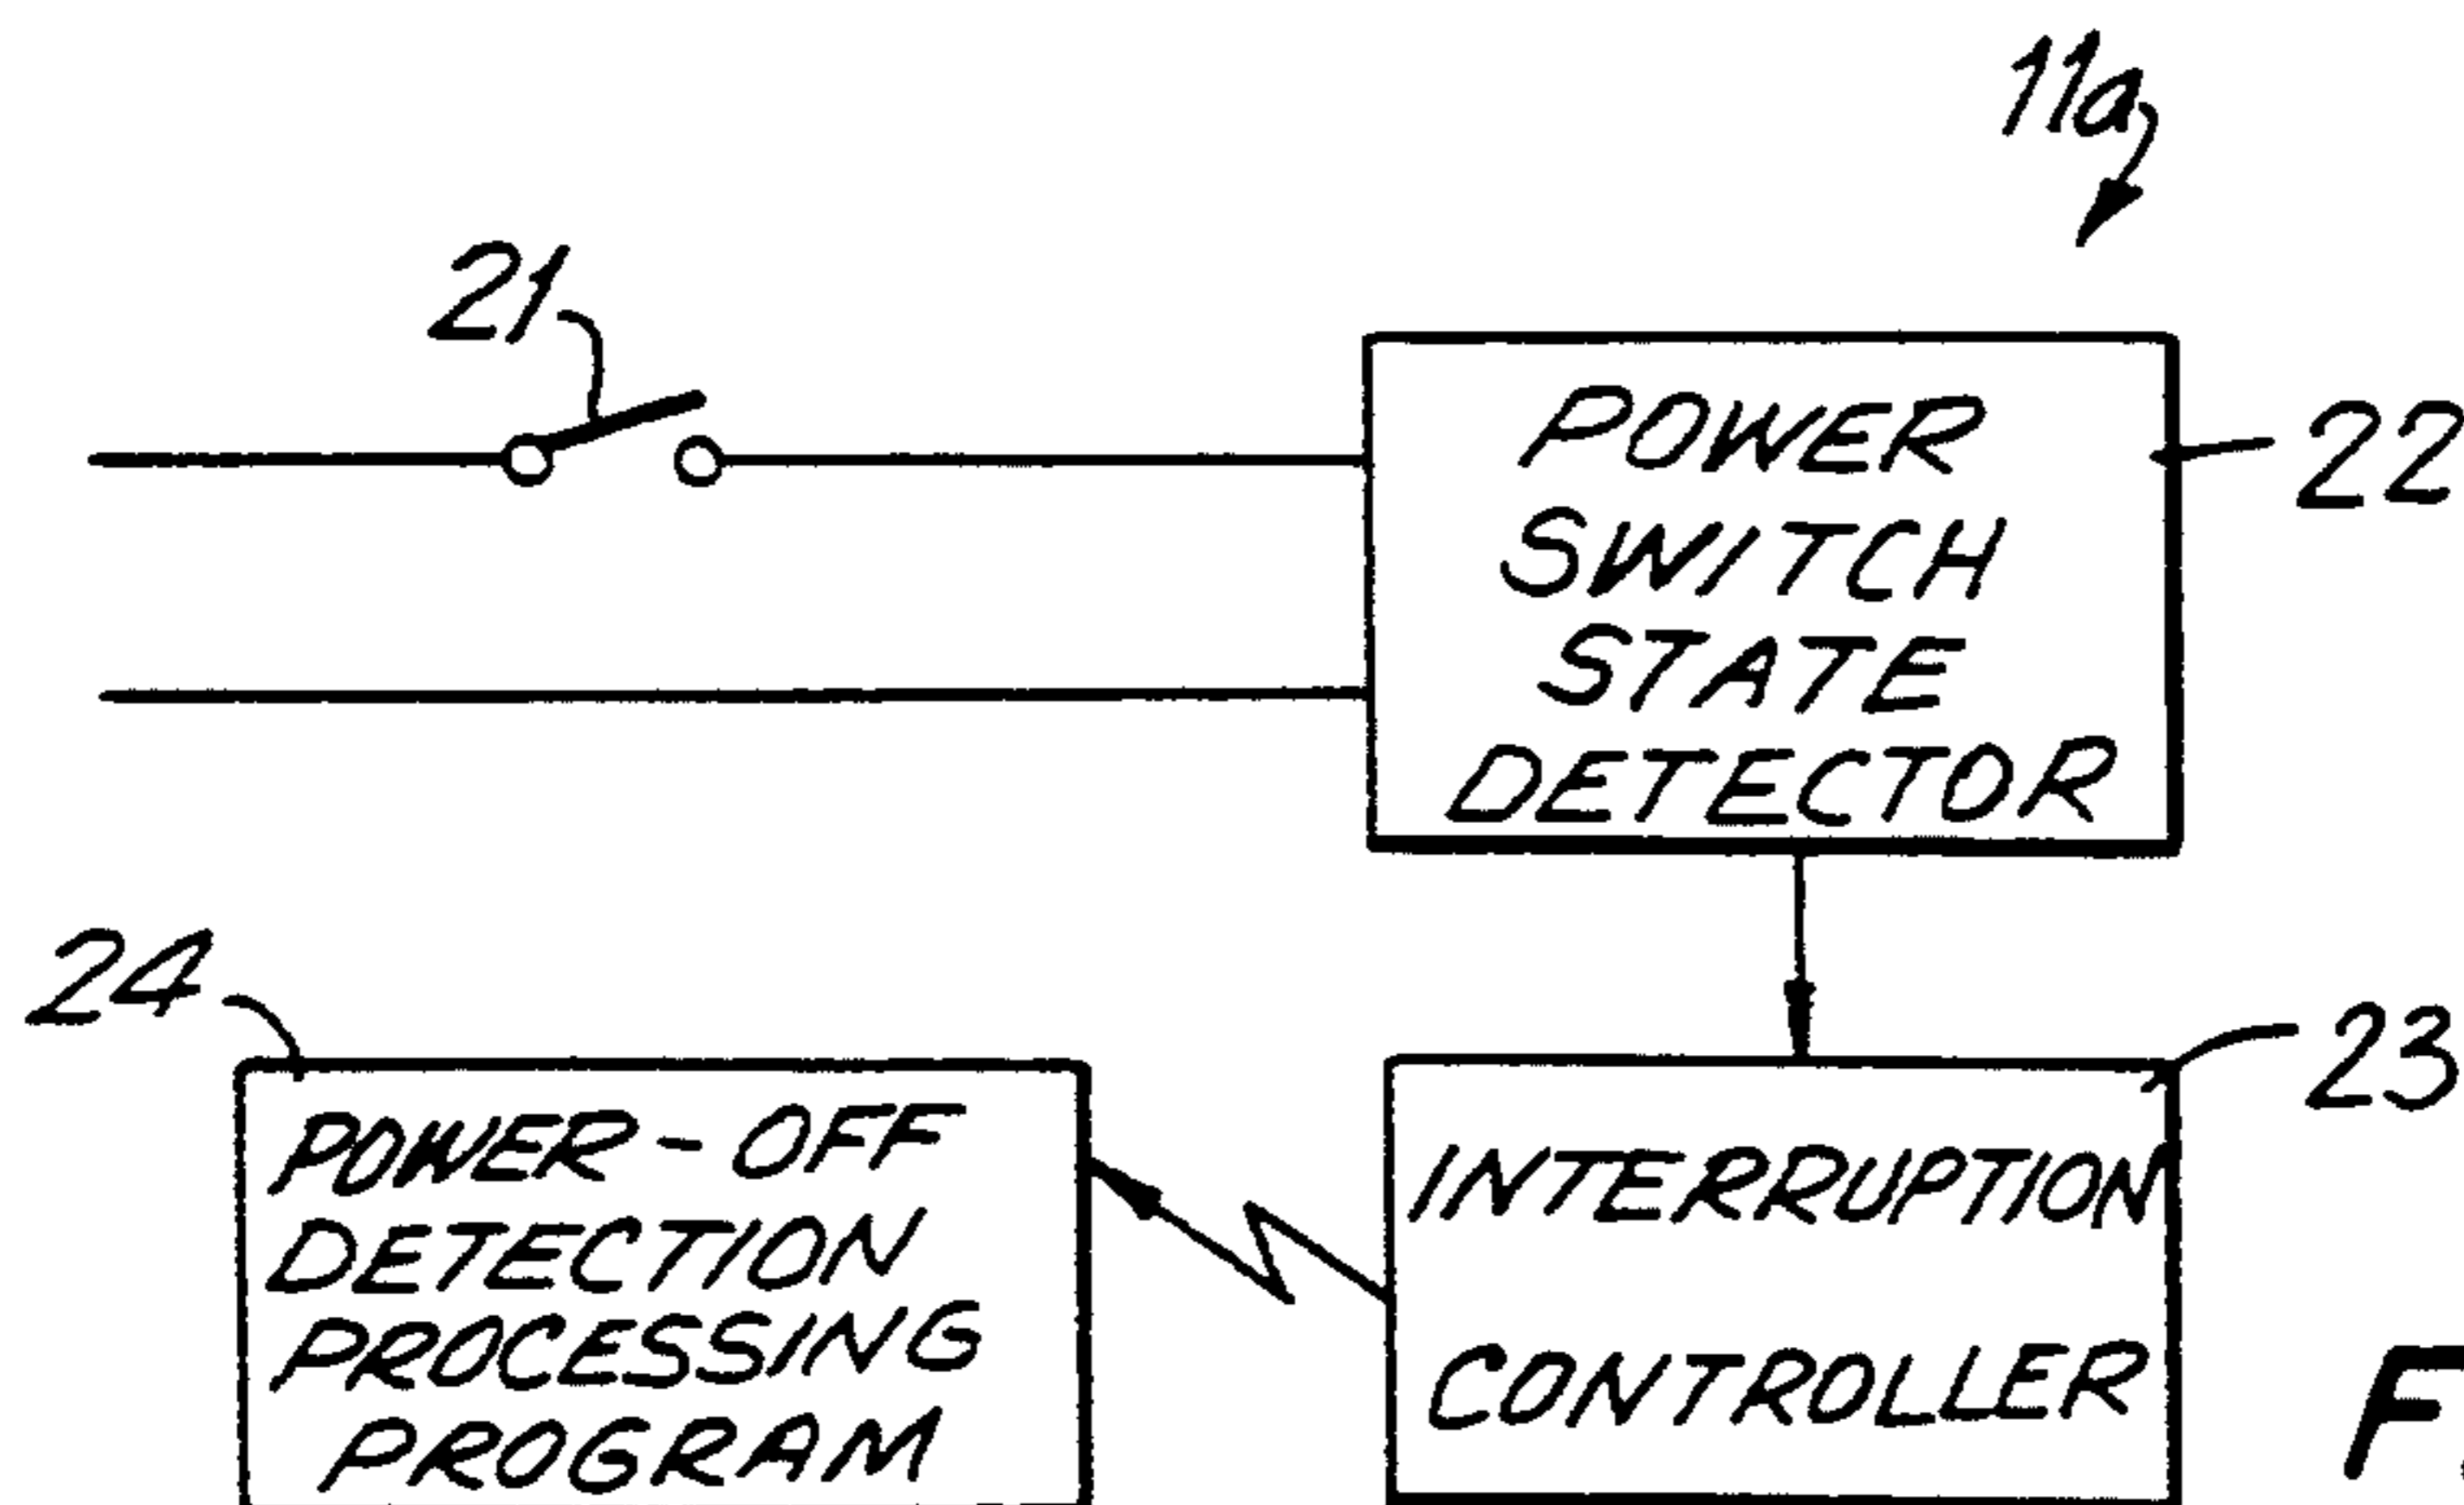 11a
21
POWER
SWITCH
STATE
DETECTOR
22
24
23
POWER-OFF
DETECTION
PROCESSING
PROGRAM
INTERRUPTION
CONTROLLER